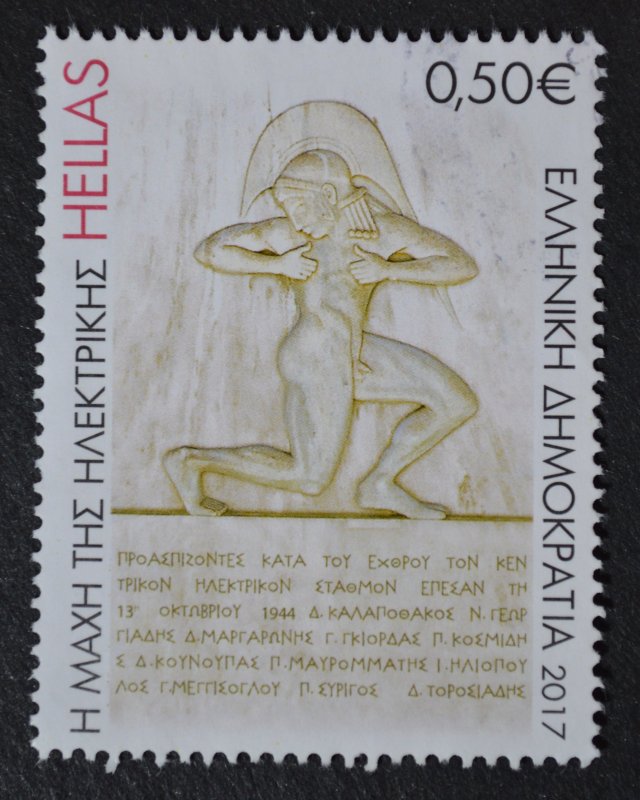 0,50€
HELLAS
Η ΜΑΧΗ ΤΗΣ ΗΛΕΚΤΡΙΚΗΣ
ΕΛΛΗΝΙΚΗ ΔΗΜΟΚΡΑΤΙΑ 2017
ΠΡΟΑΣΠΙΖΟΝΤΕΣ ΚΑΤΑ ΤΟΥ ΕΧΘΡΟΥ ΤΟΝ ΚΕΝ
ΤΡΙΚΟΝ ΗΛΕΚΤΡΙΚΟΝ ΣΤΑΘΜΟΝ ΕΠΕΣΑΝ ΤΗ
13η ΟΚΤΩΒΡΙΟΥ 1944 Δ. ΚΑΛΑΠΟΘΑΚΟΣ Ν. ΓΕΩΡ
ΓΙΑΔΗΣ Δ. ΜΑΡΓΑΡΩΝΗΣ Γ. ΓΚΙΟΡΔΑΣ Π. ΚΟΣΜΙΔΗ
Σ Δ. ΚΟΥΝΟΥΠΑΣ Π. ΜΑΥΡΟΜΜΑΤΗΣ Ι. ΗΛΙΟΠΟΥ
ΛΟΣ Γ. ΜΕΓΓΙΣΟΓΛΟΥ Π. ΣΥΡΙΓΟΣ Δ. ΤΟΡΟΣΙΑΔΗΣ